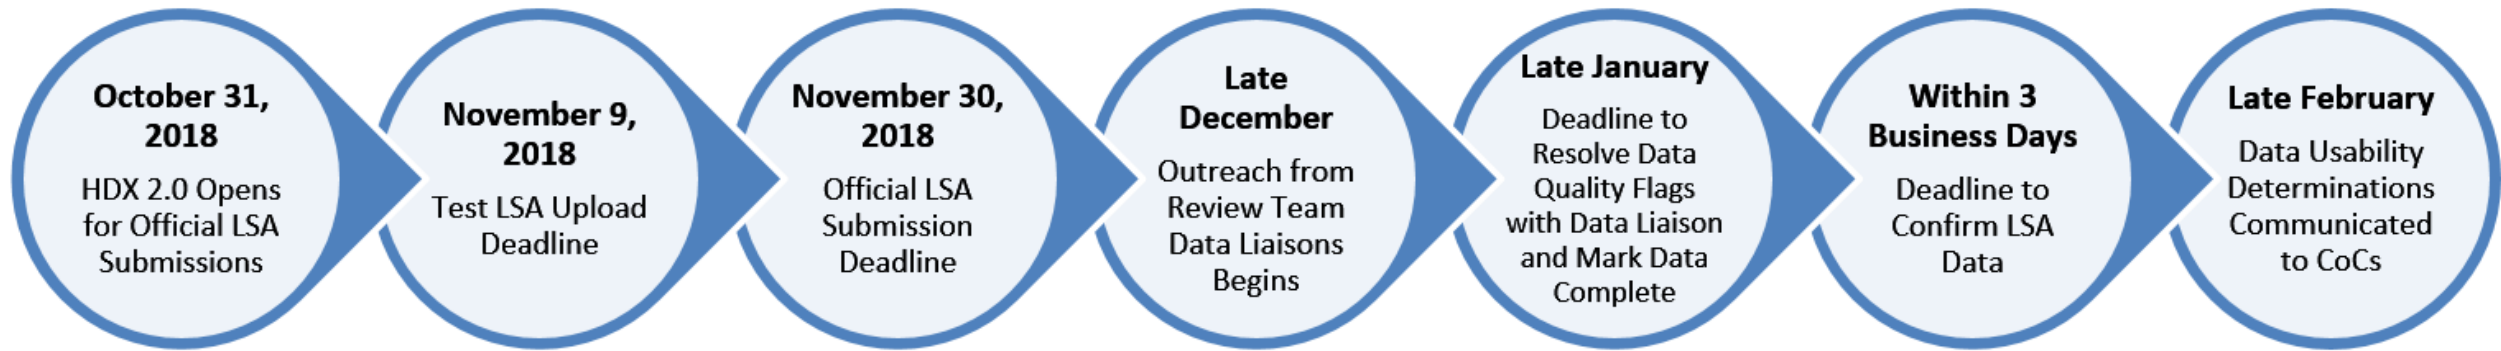 October 31,
2018
HDX 2.0 Opens
for Official LSA
Submissions
November 9,
2018
Test LSA Upload
Deadline
November 30,
2018
Official LSA
Submission
Deadline
Late
December
Outreach from
Review Team
Data Liaisons
Begins
Late January
Deadline to
Resolve Data
Quality Flags
with Data Liaison
and Mark Data
Complete
Within 3
Business Days
Deadline to
Confirm LSA
Data
Late February
Data Usability
Determinations
Communicated
to CoCs